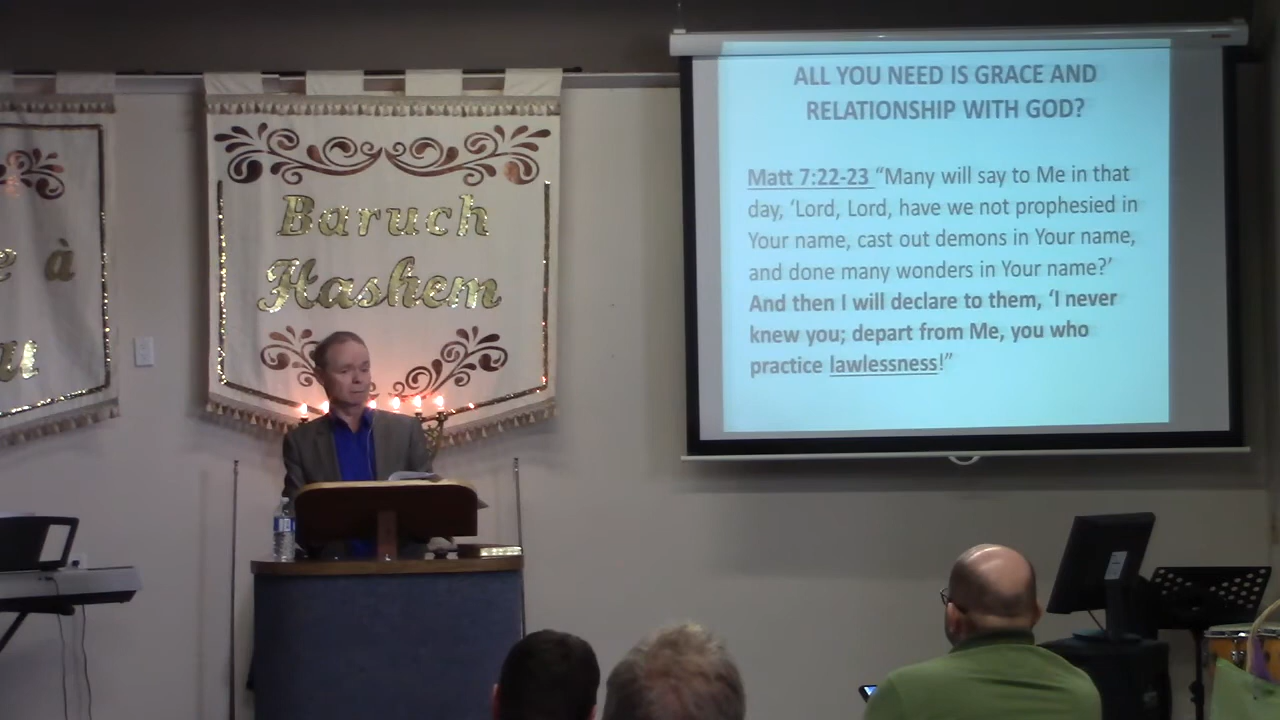 à
Baruch
Hashem
ALL YOU NEED IS GRACE AND
RELATIONSHIP WITH GOD?
Matt 7:22-23 “Many will say to Me in that
day, ‘Lord, Lord, have we not prophesied in
Your name, cast out demons in Your name,
and done many wonders in Your name?’
And then I will declare to them, ‘I never
knew you; depart from Me, you who
practice lawlessness!”